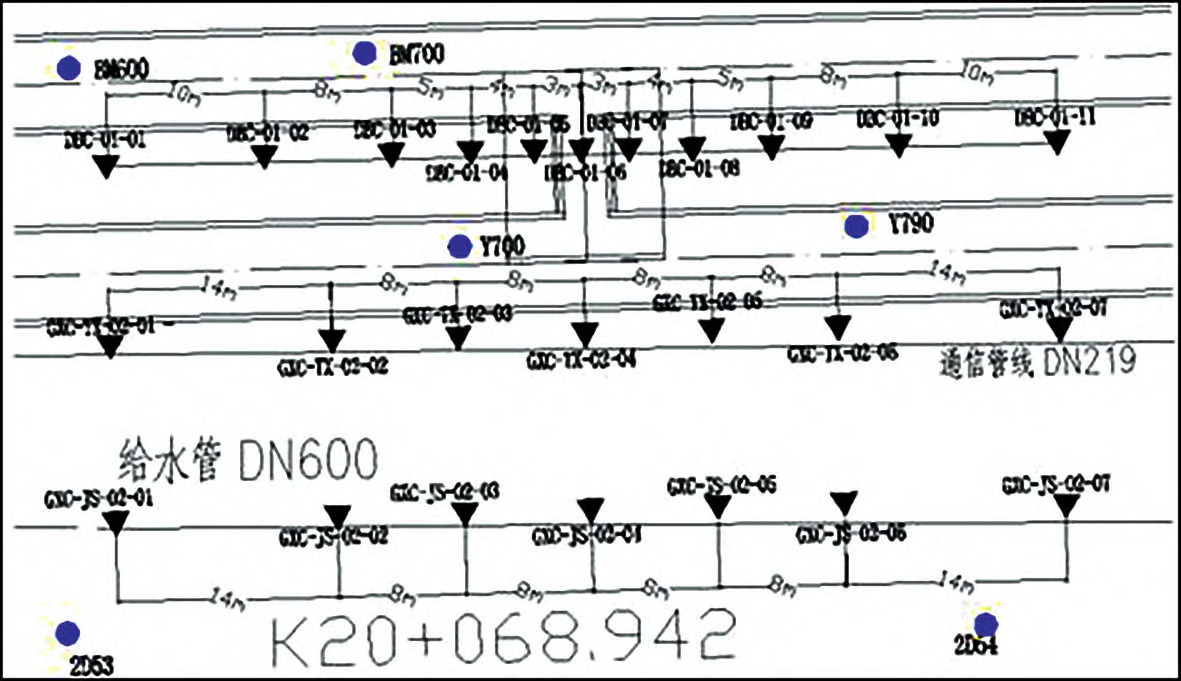 BM600
BM700
10m 8m 5m 4m 3m 3m 4m 5m 8m 10m
DBC-01-01 DBC-01-02 DBC-01-03 DBC-01-05 DBC-01-07 DBC-01-09 DBC-01-10 DBC-01-11
DBC-01-04 DBC-01-06 DBC-01-08
Y700 Y790
14m 8m 8m 8m 8m 14m
GXC-TX-02-01 GXC-TX-02-03 GXC-TX-02-05 GXC-TX-02-07
GXC-TX-02-02 GXC-TX-02-04 GXC-TX-02-06
通信管线 DN219
给水管 DN600
GXC-JS-02-01 GXC-JS-02-03 GXC-JS-02-05 GXC-JS-02-07
GXC-JS-02-02 GXC-JS-02-04 GXC-JS-02-06
14m 8m 8m 8m 8m 14m
K20+068.942
2D53 2D54